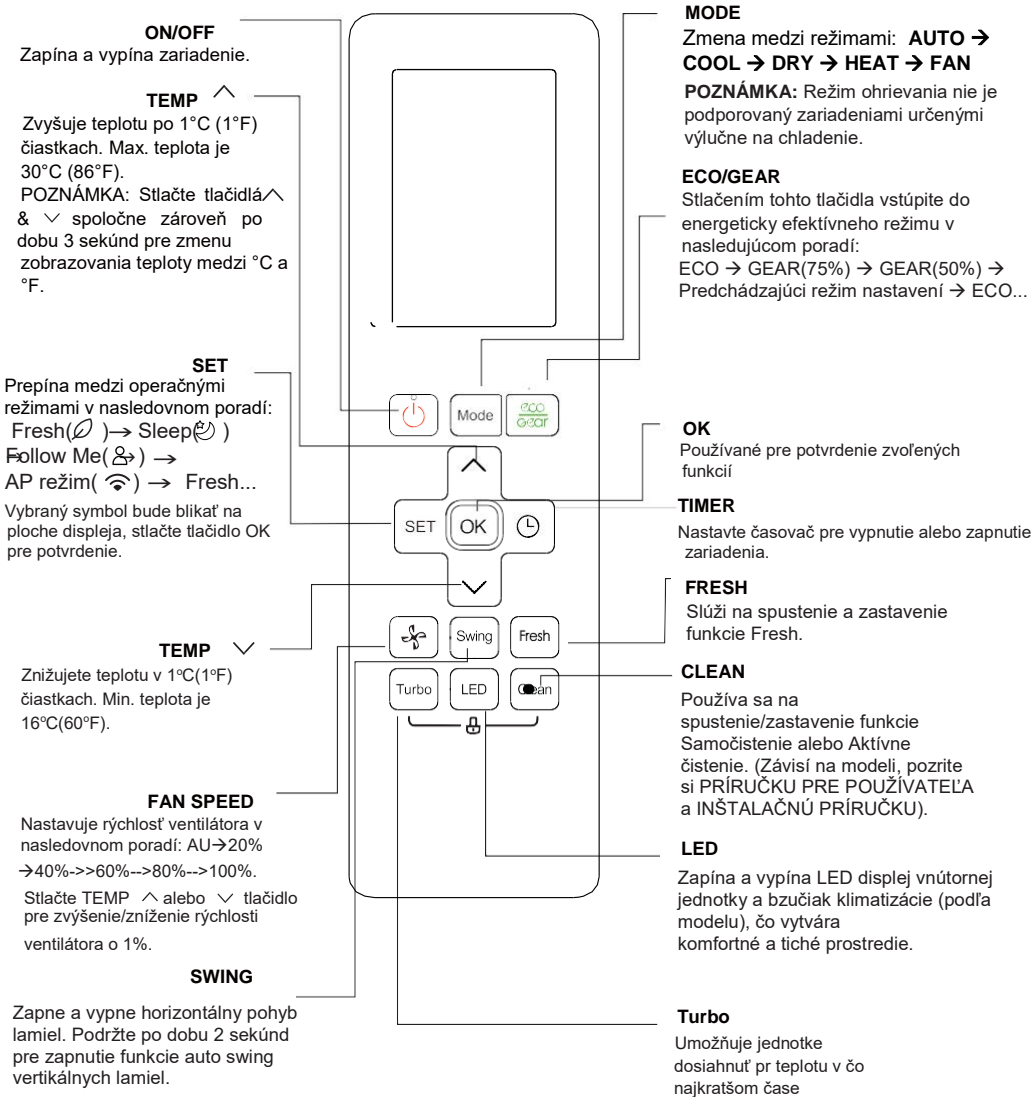 ON/OFF
Zapína a vypína zariadenie.
TEMP ^
Zvyšuje teplotu po 1°C (1°F)
čiastkach. Max. teplota je
30°C (86°F).
POZNÁMKA: Stlačte tlačidlá ^
& ∨ spoločne zároveň po
dobu 3 sekúnd pre zmenu
zobrazovania teploty medzi °C a
°F.
SET
Prepína medzi operačnými
režimami v nasledovnom poradí:
Fresh( )→ Sleep( )
→
Follow Me( ) →
AP režim( ) → Fresh...
Vybraný symbol bude blikať na
ploche displeja, stlačte tlačidlo OK
pre potvrdenie.
TEMP ∨
Znižujete teplotu v 1°C(1°F)
čiastkach. Min. teplota je
16°C(60°F).
FAN SPEED
Nastavuje rýchlosť ventilátora v
nasledovnom poradí: AU→20%
→40%->>60%-->80%-->100%.
Stlačte TEMP ^ alebo ∨ tlačidlo
pre zvýšenie/zníženie rýchlosti
ventilátora o 1%.
SWING
Zapne a vypne horizontálny pohyb
lamiel. Podržte po dobu 2 sekúnd
pre zapnutie funkcie auto swing
vertikálnych lamiel.
Mode
eco
Gear
SET
OK
Swing
Fresh
Turbo
LED
Clean
MODE
Zmena medzi režimami: AUTO →
COOL → DRY → HEAT → FAN
POZNÁMKA: Režim ohrievania nie je
podporovaný zariadeniami určenými
výlučne na chladenie.
ECO/GEAR
Stlačením tohto tlačidla vstúpite do
energeticky efektívneho režimu v
nasledujúcom poradí:
ECO → GEAR(75%) → GEAR(50%) →
Predchádzajúci režim nastavení → ECO...
OK
Používané pre potvrdenie zvoľených
funkcií
TIMER
Nastavte časovač pre vypnutie alebo zapnutie
zariadenia.
FRESH
Slúži na spustenie a zastavenie
funkcie Fresh.
CLEAN
Používa sa na
spustenie/zastavenie funkcie
Samočistenie alebo Aktívne
čistenie. (Závisí na modeli, pozrite
si PRÍRUČKU PRE POUŽÍVATEĽA
a INŠTALAČNÚ PRÍRUČKU).
LED
Zapína a vypína LED displej vnútornej
jednotky a bzučiak klimatizácie (podľa
modelu), čo vytvára
komfortné a tiché prostredie.
Turbo
Umožňuje jednotke
dosiahnuť pr teplotu v čo
najkratšom čase